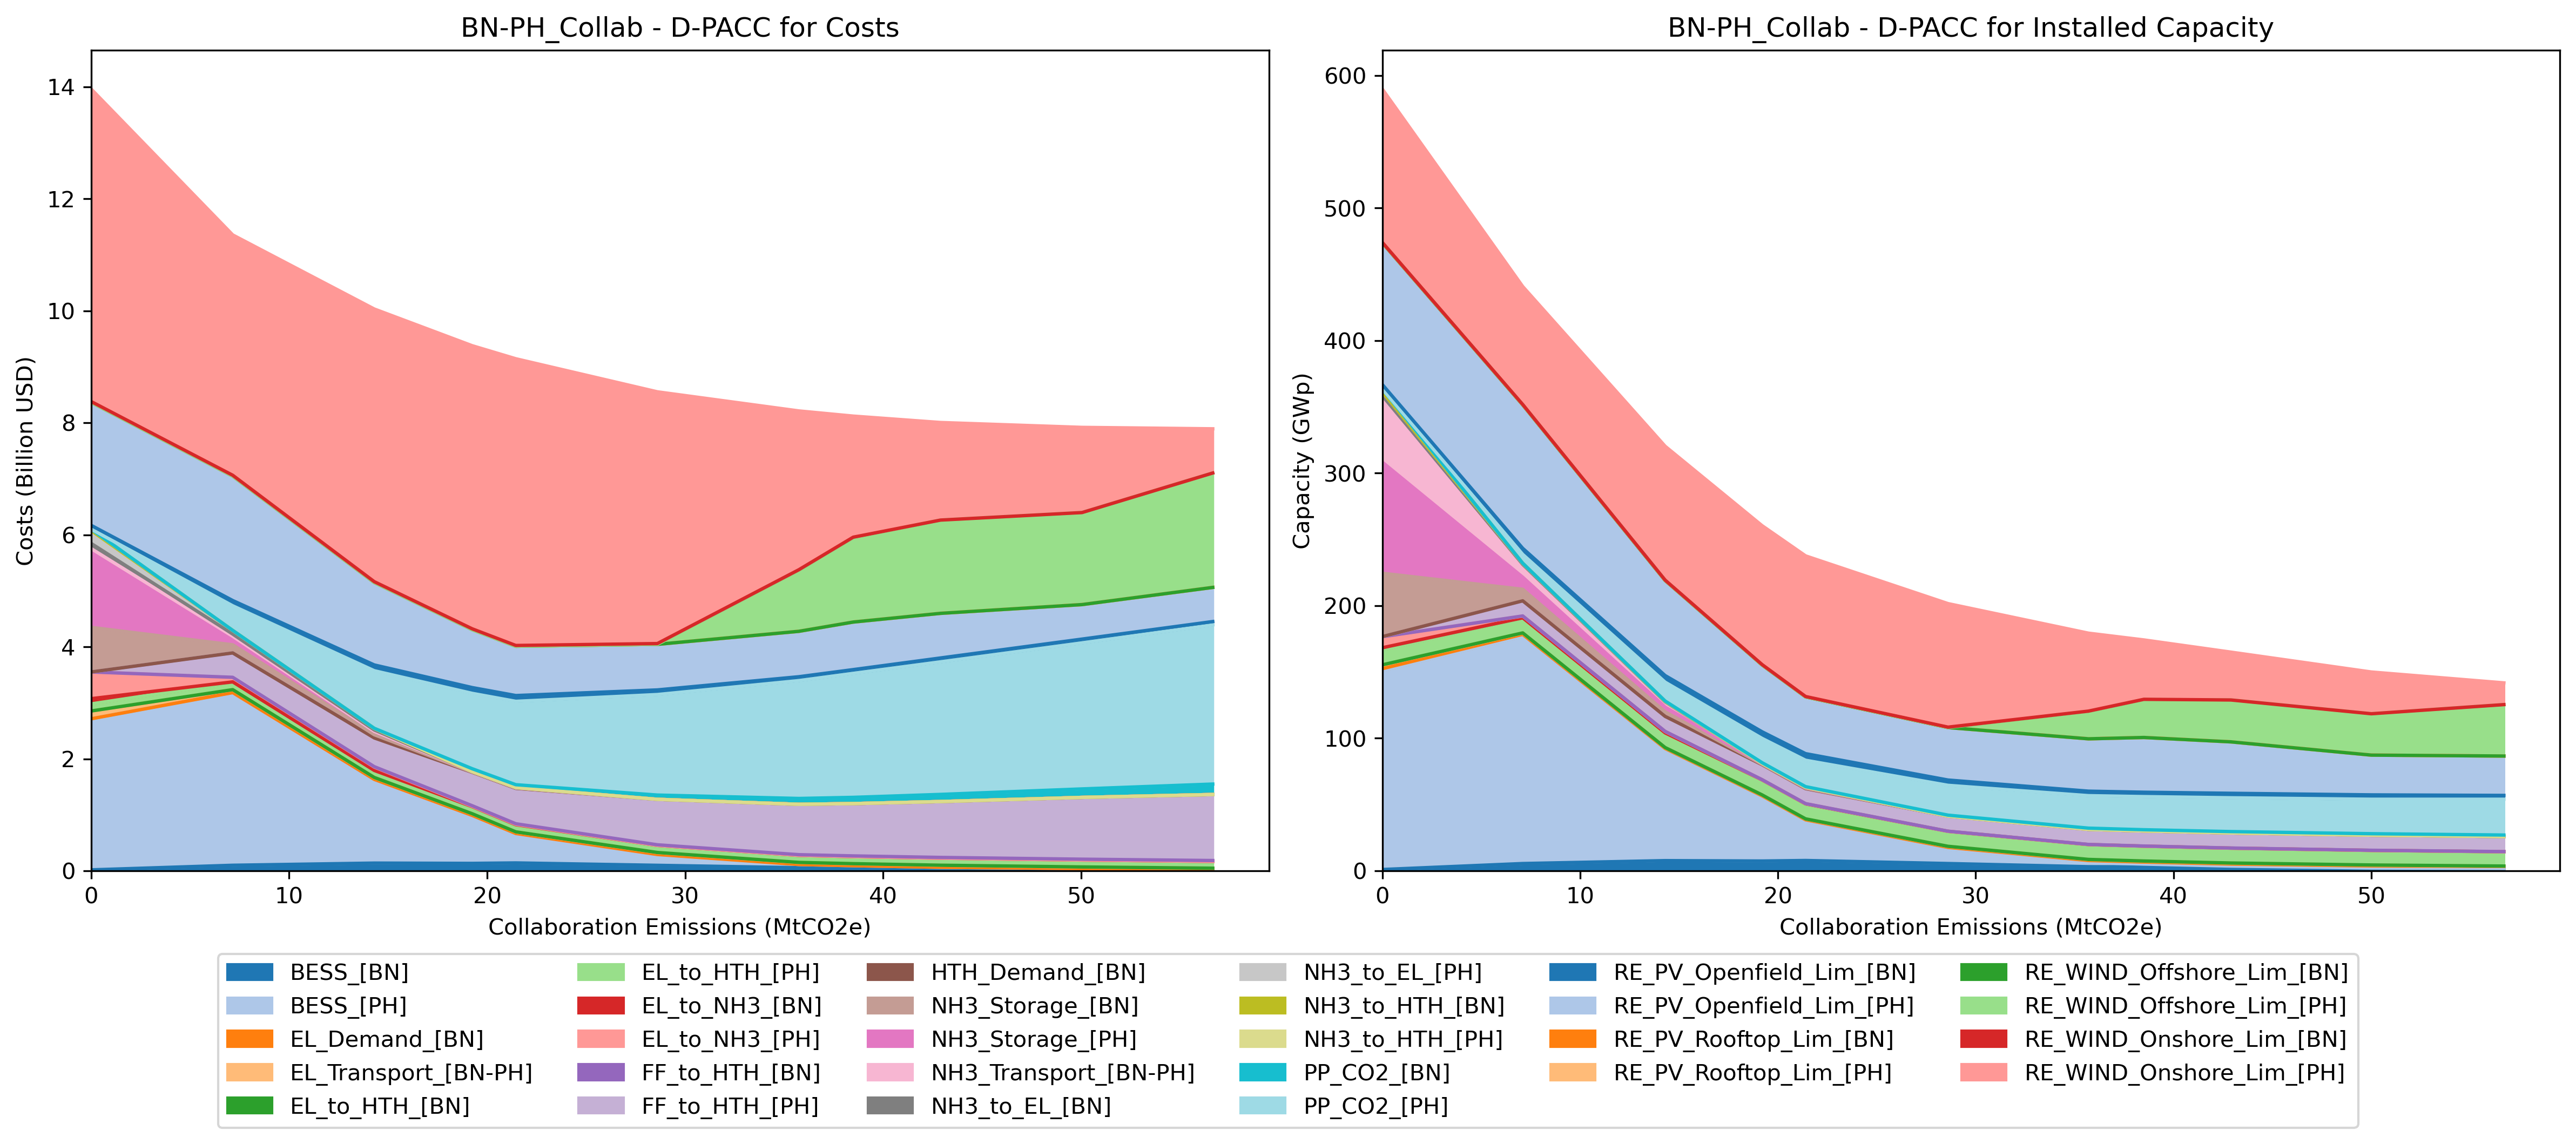 BN-PH_Collab - D-PACC for Costs
Costs (Billion USD)
14
12
10
8
6
4
2
0
0 10 20 30 40 50
Collaboration Emissions (MtCO2e)
BN-PH_Collab - D-PACC for Installed Capacity
Capacity (GWp)
600
500
400
300
200
100
0
0 10 20 30 40 50
Collaboration Emissions (MtCO2e)
BESS_[BN]
BESS_[PH]
EL_Demand_[BN]
EL_Transport_[BN-PH]
EL_to_HTH_[BN]
EL_to_HTH_[PH]
EL_to_NH3_[BN]
EL_to_NH3_[PH]
FF_to_HTH_[BN]
FF_to_HTH_[PH]
HTH_Demand_[BN]
NH3_Storage_[BN]
NH3_Storage_[PH]
NH3_Transport_[BN-PH]
NH3_to_EL_[BN]
NH3_to_EL_[PH]
NH3_to_HTH_[BN]
NH3_to_HTH_[PH]
PP_CO2_[BN]
PP_CO2_[PH]
RE_PV_Openfield_Lim_[BN]
RE_PV_Openfield_Lim_[PH]
RE_PV_Rooftop_Lim_[BN]
RE_PV_Rooftop_Lim_[PH]
RE_WIND_Offshore_Lim_[BN]
RE_WIND_Offshore_Lim_[PH]
RE_WIND_Onshore_Lim_[BN]
RE_WIND_Onshore_Lim_[PH]